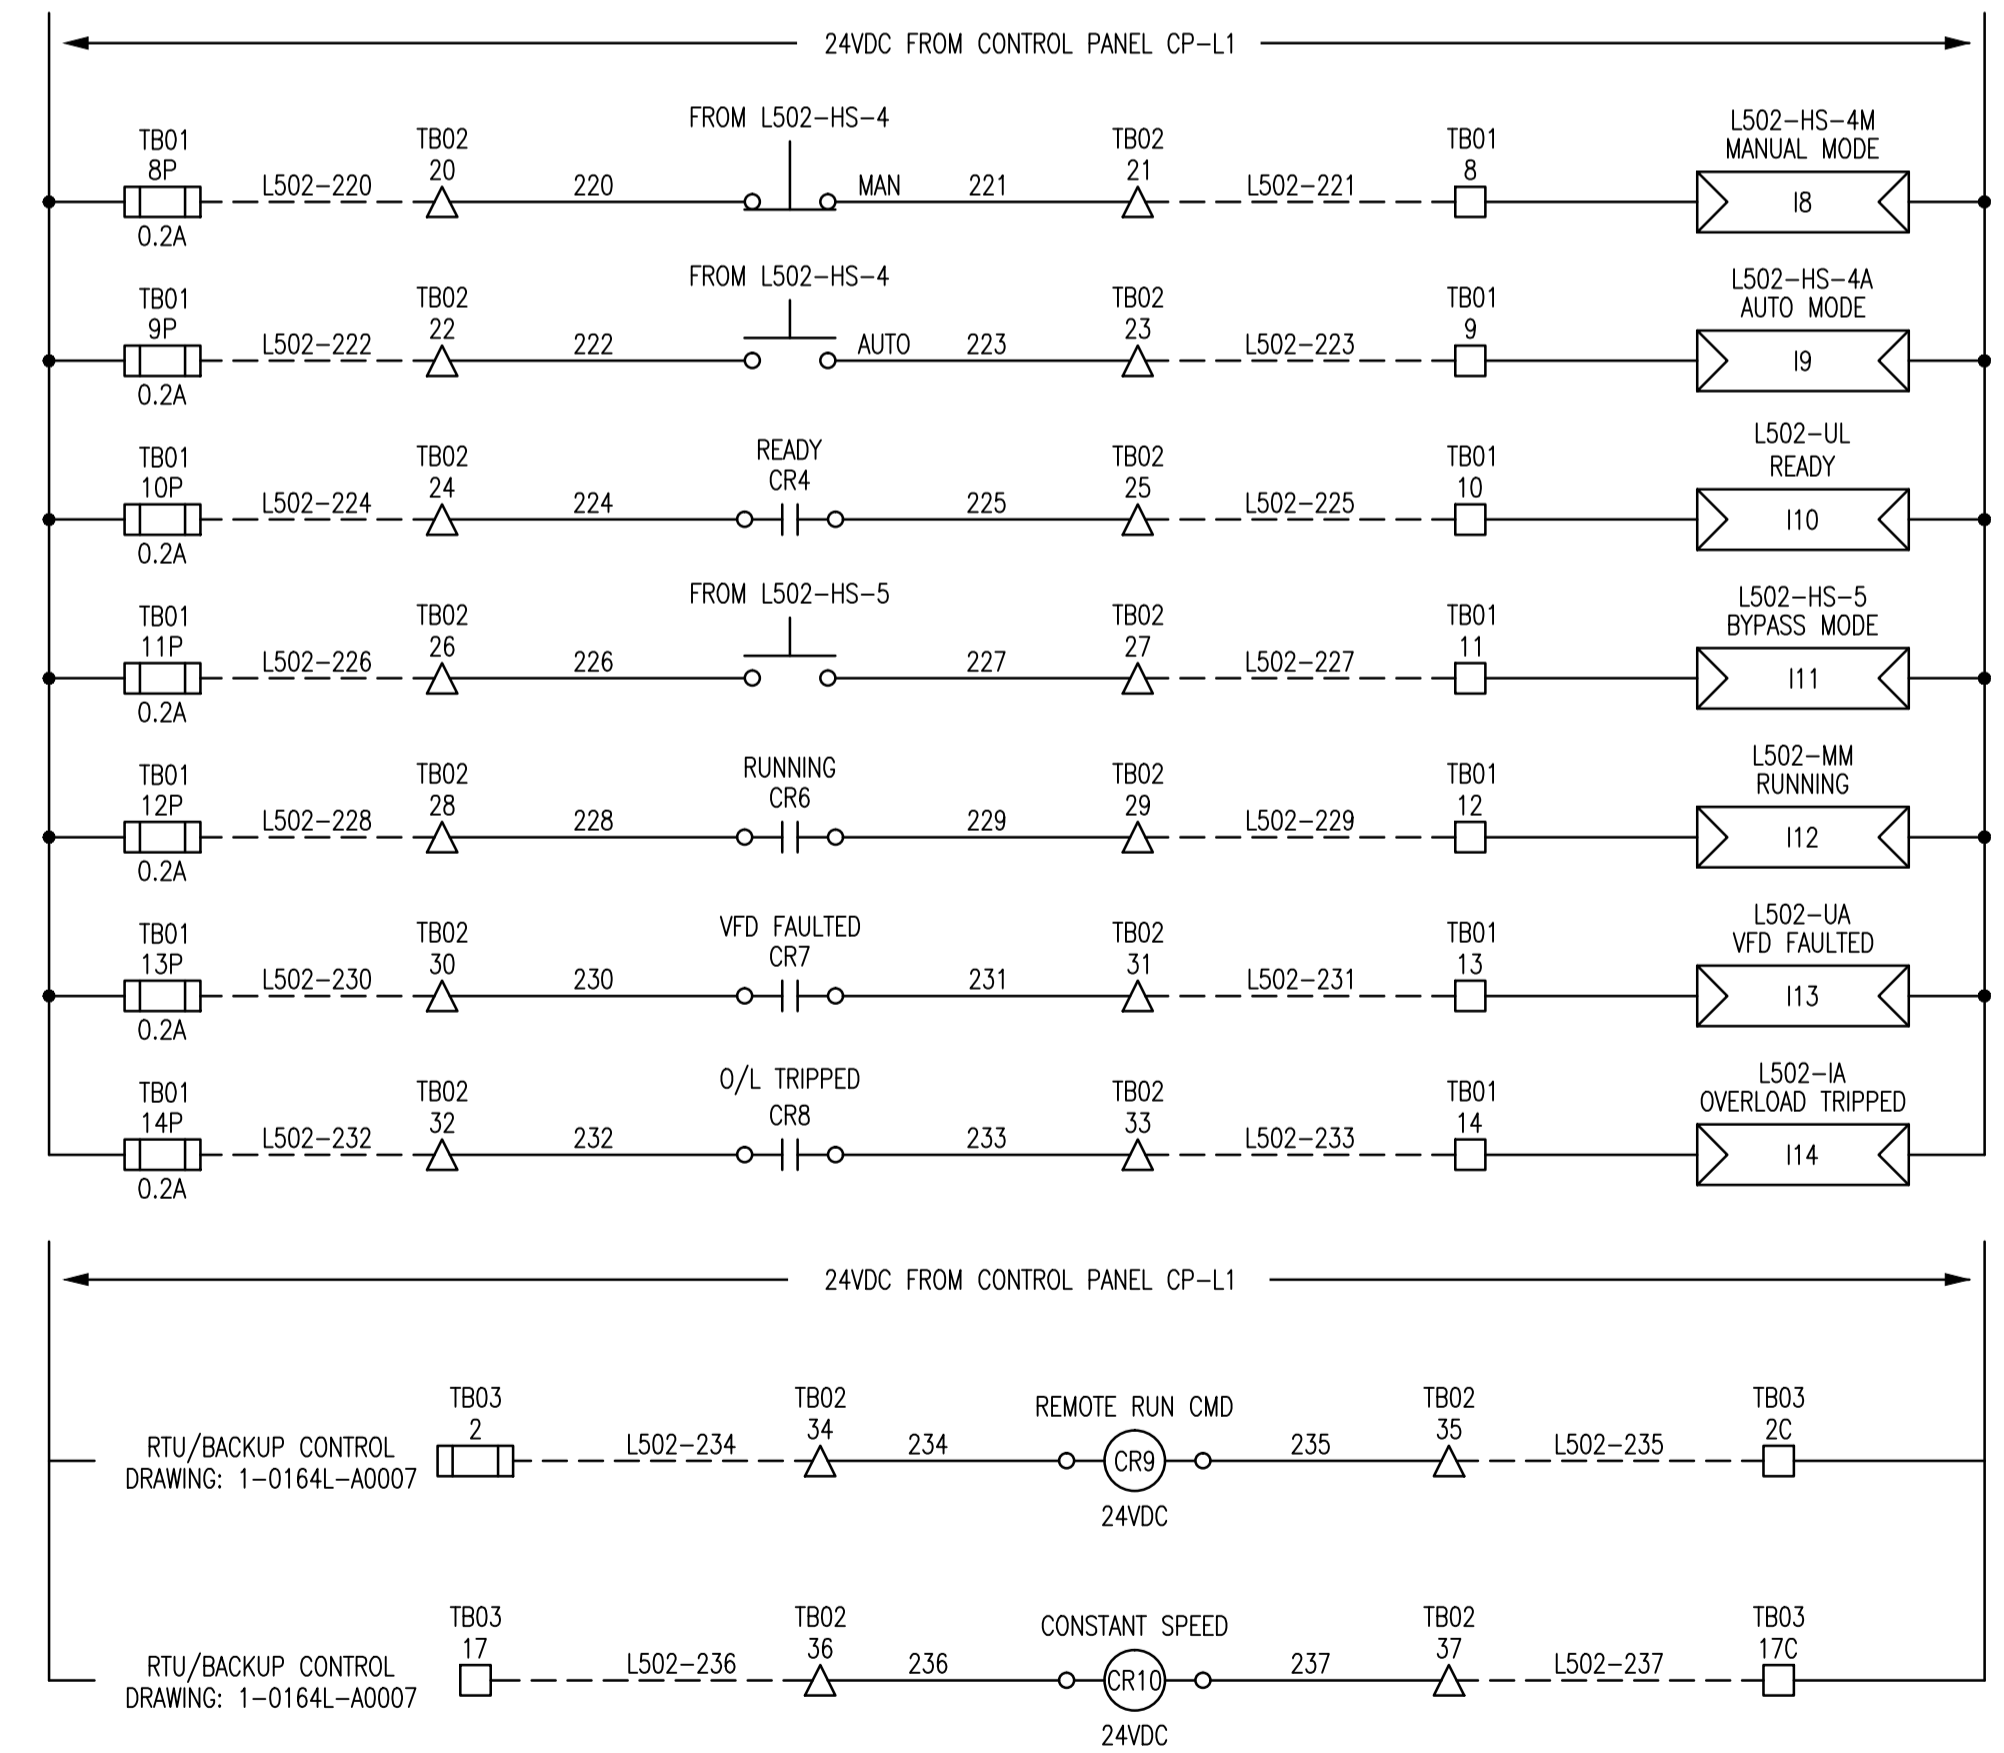 24VDC FROM CONTROL PANEL CP-L1
FROM L502-HS-4
TB01
8P
0.2A
L502-220
TB02
20
220
MAN
221
TB02
21
L502-221
TB01
8
L502-HS-4M
MANUAL MODE
I8
FROM L502-HS-4
TB01
9P
0.2A
L502-222
TB02
22
222
AUTO
223
TB02
23
L502-223
TB01
9
L502-HS-4A
AUTO MODE
I9
TB01
10P
0.2A
L502-224
TB02
24
224
READY
CR4
225
TB02
25
L502-225
TB01
10
L502-UL
READY
I10
FROM L502-HS-5
TB01
11P
0.2A
L502-226
TB02
26
226
227
TB02
27
L502-227
TB01
11
L502-HS-5
BYPASS MODE
I11
TB01
12P
0.2A
L502-228
TB02
28
228
RUNNING
CR6
229
TB02
29
L502-229
TB01
12
L502-MM
RUNNING
I12
TB01
13P
0.2A
L502-230
TB02
30
230
VFD FAULTED
CR7
231
TB02
31
L502-231
TB01
13
L502-UA
VFD FAULTED
I13
TB01
14P
0.2A
L502-232
TB02
32
232
O/L TRIPPED
CR8
233
TB02
33
L502-233
TB01
14
L502-IA
OVERLOAD TRIPPED
I14
24VDC FROM CONTROL PANEL CP-L1
RTU/BACKUP CONTROL
DRAWING: 1-0164L-A0007
TB03
2
L502-234
TB02
34
234
REMOTE RUN CMD
CR9
24VDC
235
TB02
35
L502-235
TB03
2C
RTU/BACKUP CONTROL
DRAWING: 1-0164L-A0007
TB03
17
L502-236
TB02
36
236
CONSTANT SPEED
CR10
24VDC
237
TB02
37
L502-237
TB03
17C